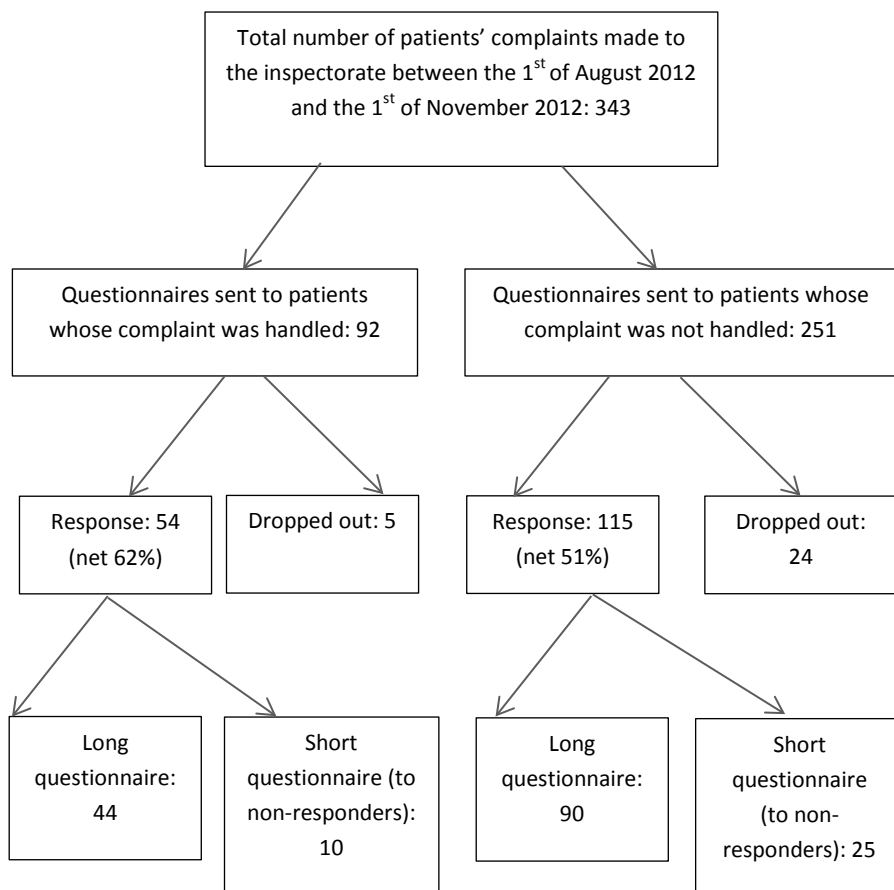 Total number of patients’ complaints made to
the inspectorate between the 1st of August 2012
and the 1st of November 2012: 343
Questionnaires sent to patients
whose complaint was handled: 92
Questionnaires sent to patients whose
complaint was not handled: 251
Response: 54
(net 62%)
Dropped out: 5
Response: 115
(net 51%)
Dropped out:
24
Long
questionnaire:
44
Short
questionnaire (to
non-responders):
10
Long
questionnaire:
90
Short
questionnaire
(to non-
responders): 25